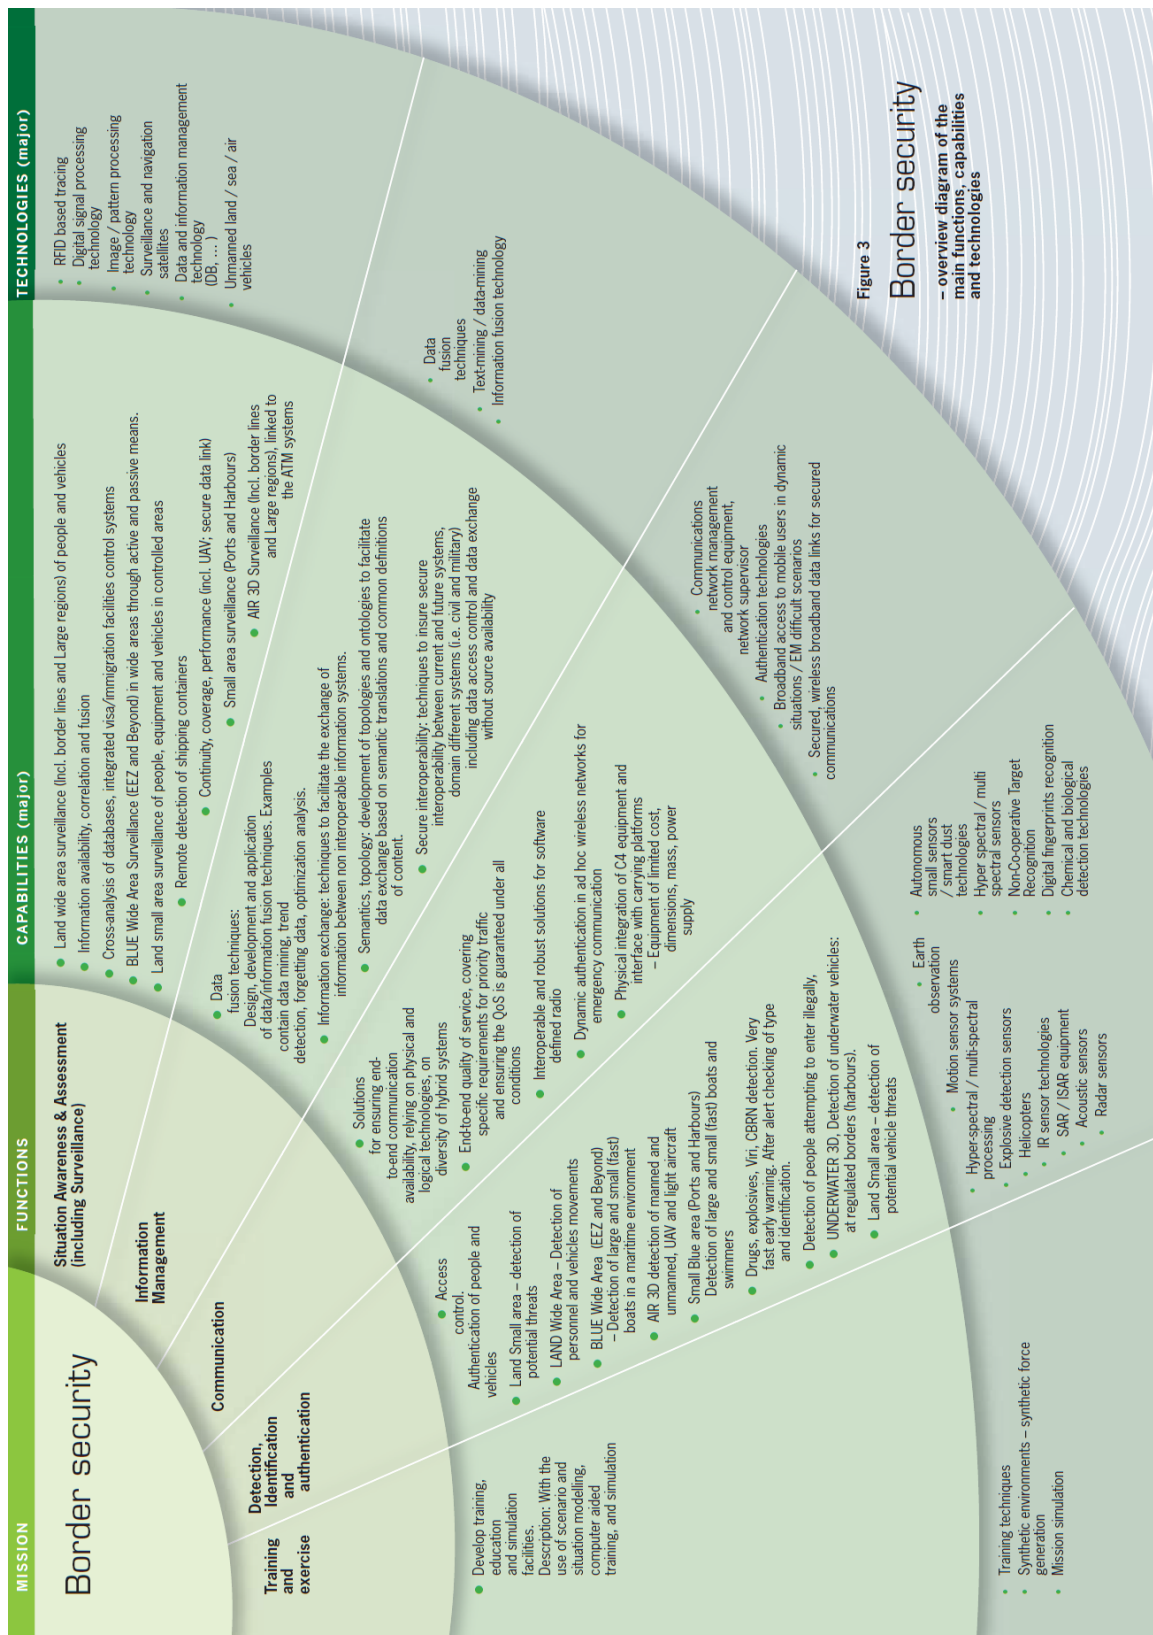 MISSION
FUNCTIONS
CAPABILITIES (major)
TECHNOLOGIES (major)
Border security
Situation Awareness & Assessment
(including Surveillance)
Information
Management
Communication
Detection,
Identification
and
authentication
Training
and
exercise
• Land wide area surveillance (Incl. border lines and Large regions) of people and vehicles
• Information availability, correlation and fusion
• Cross-analysis of databases, integrated visa/immigration facilities control systems
• BLUE Wide Area Surveillance (EEZ and Beyond) in wide areas through active and passive means.
• Land small area surveillance of people, equipment and vehicles in controlled areas
• Remote detection of shipping containers
• Continuity, coverage, performance (incl. UAV; secure data link)
• Small area surveillance (Ports and Harbours)
• AIR 3D Surveillance (Incl. border lines
and Large regions), linked to
the ATM systems
• RFID based tracing
• Digital signal processing
technology
• Image / pattern processing
technology
• Surveillance and navigation
satellites
• Data and information management
technology
(DB, ... )
• Unmanned land / sea / air
vehicles
• Data
fusion techniques:
Design, development and application
of data/information fusion techniques. Examples
contain data mining, trend
detection, forgetting data, optimization analysis.
• Information exchange: techniques to facilitate the exchange of
information between non interoperable information systems.
• Semantics, topology: development of topologies and ontologies to facilitate
data exchange based on semantic translations and common definitions
of content.
• Secure interoperability: techniques to insure secure
interoperability between current and future systems,
domain different systems (i.e. civil and military)
including data access control and data exchange
without source availability
• Data
fusion
techniques
• Text-mining / data-mining
• Information fusion technology
• Solutions
for ensuring end-
to-end communication
availability, relying on physical and
logical technologies, on
diversity of hybrid systems
• End-to-end quality of service, covering
specific requirements for priority traffic
and ensuring the QoS is guaranteed under all
conditions
• Interoperable and robust solutions for software
defined radio
• Dynamic authentication in ad hoc wireless networks for
emergency communication
• Physical integration of C4 equipment and
interface with carrying platforms
– Equipment of limited cost,
dimensions, mass, power
supply
• Communications
network management
and control equipment,
network supervisor
• Authentication technologies
• Broadband access to mobile users in dynamic
situations / EM difficult scenarios
• Secured, wireless broadband data links for secured
communications
• Access
control.
Authentication of people and
vehicles
• Land Small area – detection of
potential threats
• LAND Wide Area – Detection of
personnel and vehicles movements
• BLUE Wide Area (EEZ and Beyond)
– Detection of large and small (fast)
boats in a maritime environment
• AIR 3D detection of manned and
unmanned, UAV and light aircraft
• Small Blue area (Ports and Harbours)
Detection of large and small (fast) boats and
swimmers
• Drugs, explosives, Viri, CBRN detection. Very
fast early warning. After alert checking of type
and identification.
• Detection of people attempting to enter illegally,
• UNDERWATER 3D, Detection of underwater vehicles:
at regulated borders (harbours).
• Land Small area – detection of
potential vehicle threats
• Earth
observation
• Motion sensor systems
• Hyper-spectral / multi-spectral
processing
• Explosive detection sensors
• Helicopters
• IR sensor technologies
• SAR / ISAR equipment
• Acoustic sensors
• Radar sensors
• Autonomous
small sensors
/ smart dust
technologies
• Hyper spectral / multi
spectral sensors
• Non-Co-operative Target
Recognition
• Digital fingerprints recognition
• Chemical and biological
detection technologies
• Develop training,
education
and simulation
facilities.
Description: With the
use of scenario and
situation modelling,
computer aided
training, and simulation
• Training techniques
• Synthetic environments – synthetic force
generation
• Mission simulation
Figure 3
Border security
– overview diagram of the
main functions, capabilities
and technologies